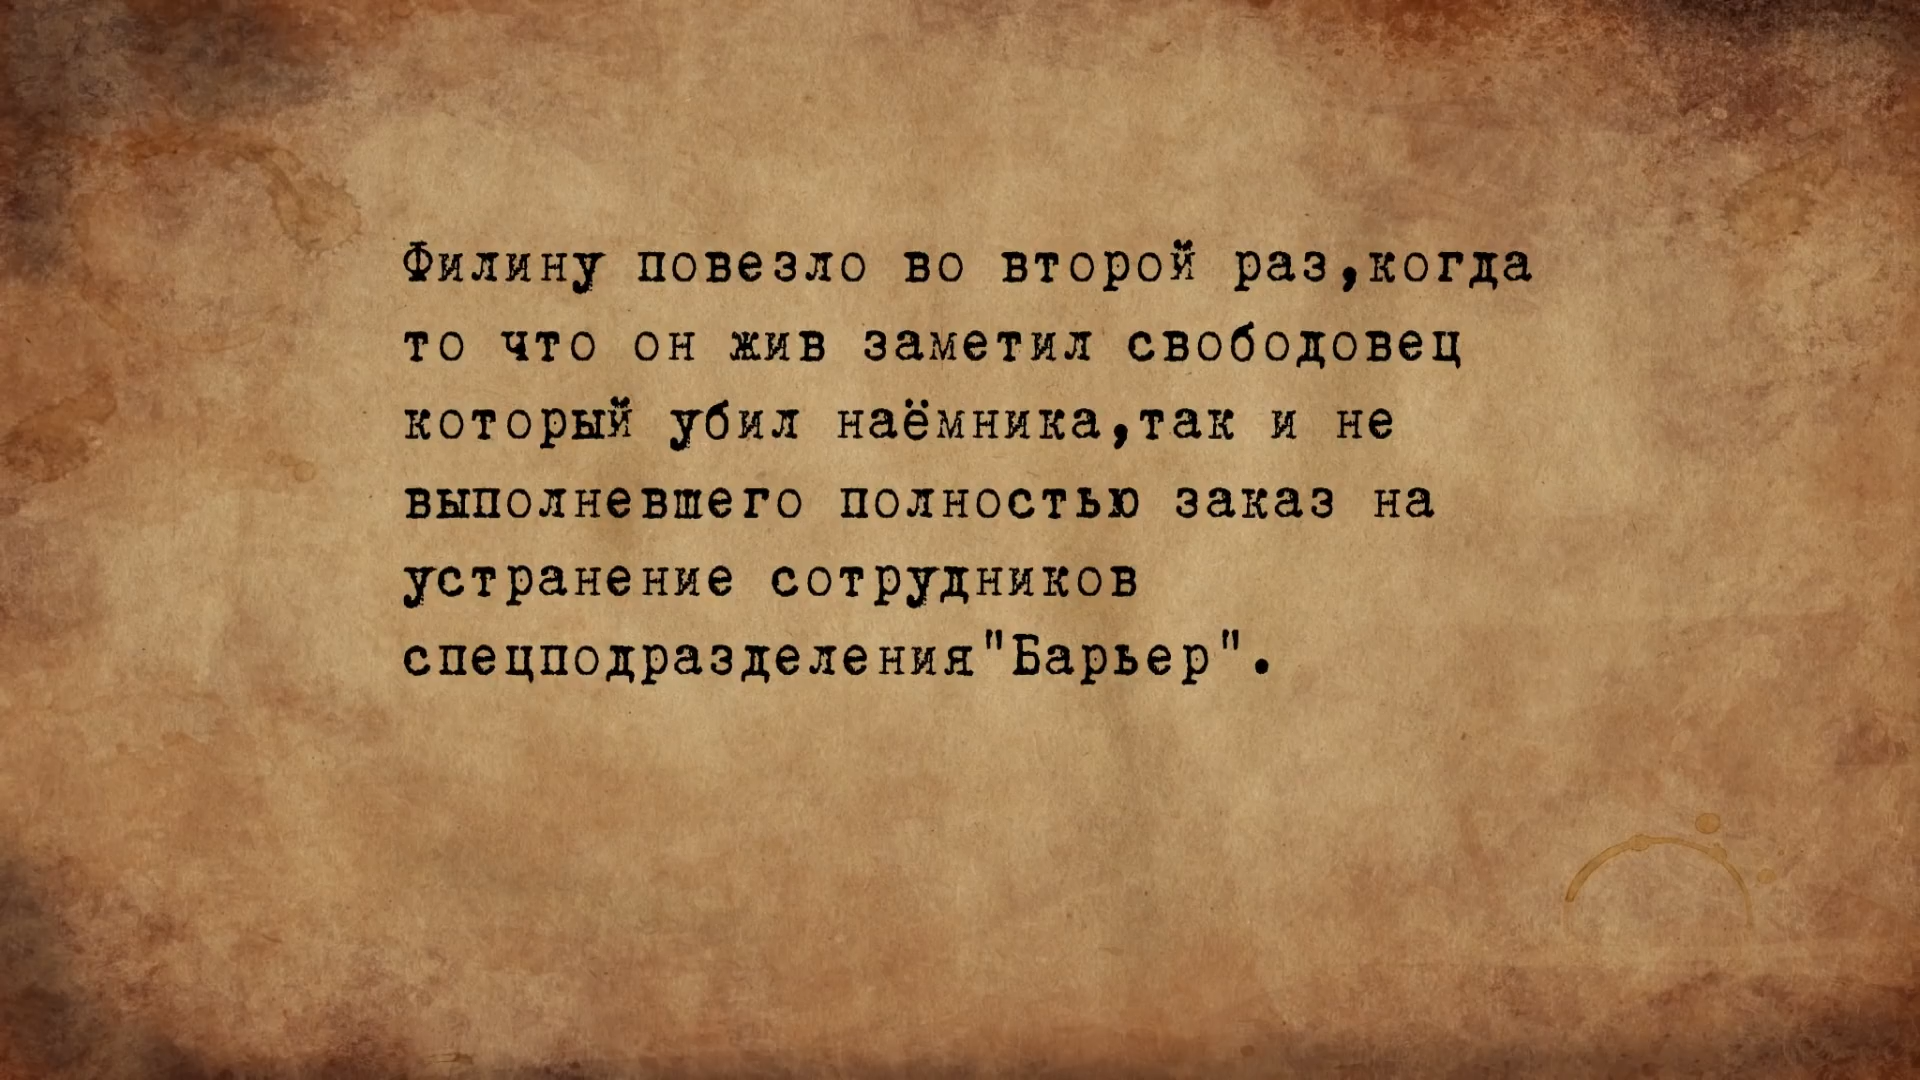 Филину повезло во второй раз,когда
то что он жив заметил свободовец
который убил наёмника,так и не
выполневшего полностью заказ на
устранение сотрудников
спецподразделения"Барьер".